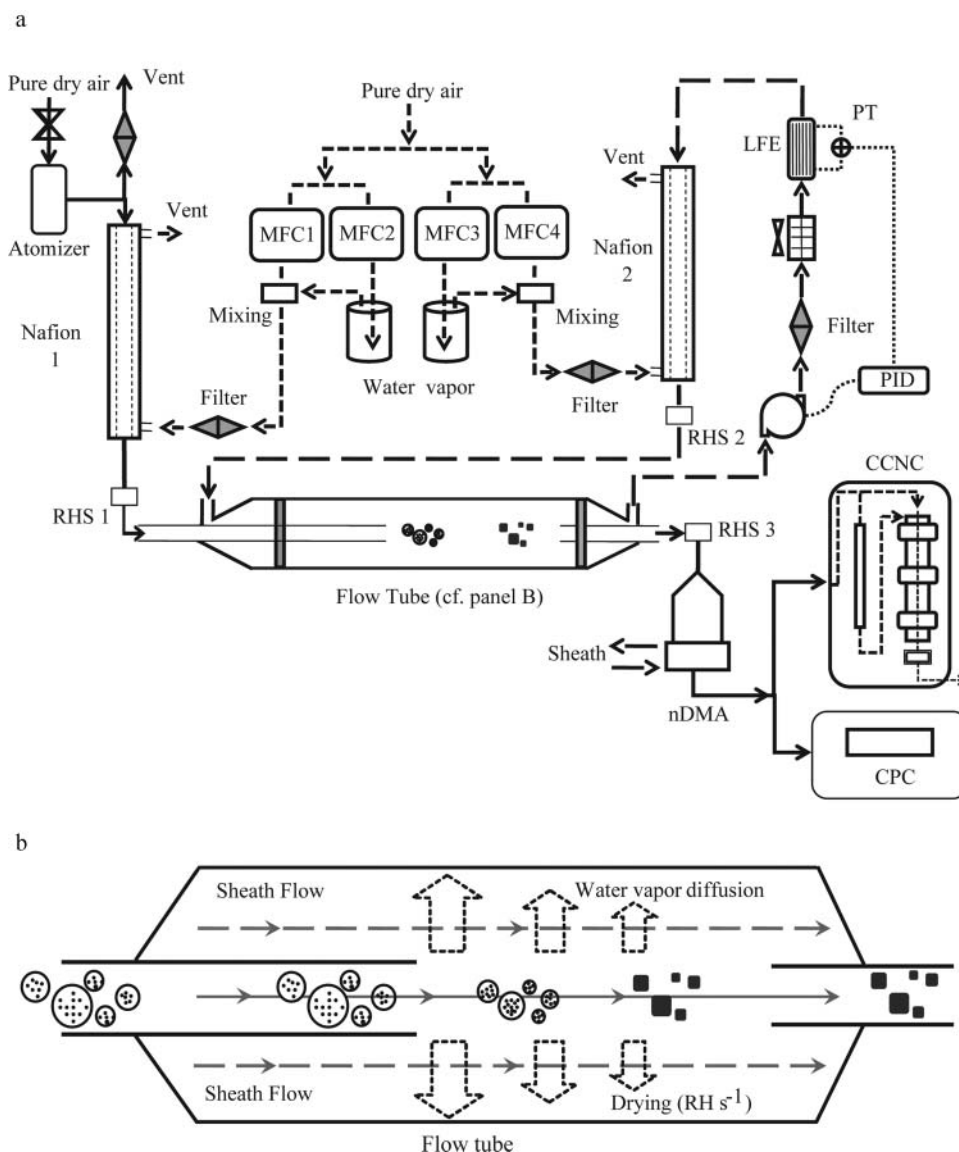 a
Pure dry air
Vent
Pure dry air
PT
LFE
Vent
Vent
Atomizer
MFC1
MFC2
MFC3
MFC4
Nafion
2
Nafion
1
Mixing
Mixing
Filter
Water vapor
Filter
Filter
PID
RHS 2
CCNC
RHS 1
RHS 3
Flow Tube (cf. panel B)
Sheath
nDMA
CPC
b
Sheath Flow
Water vapor diffusion
Sheath Flow
Drying (RH s-1)
Flow tube